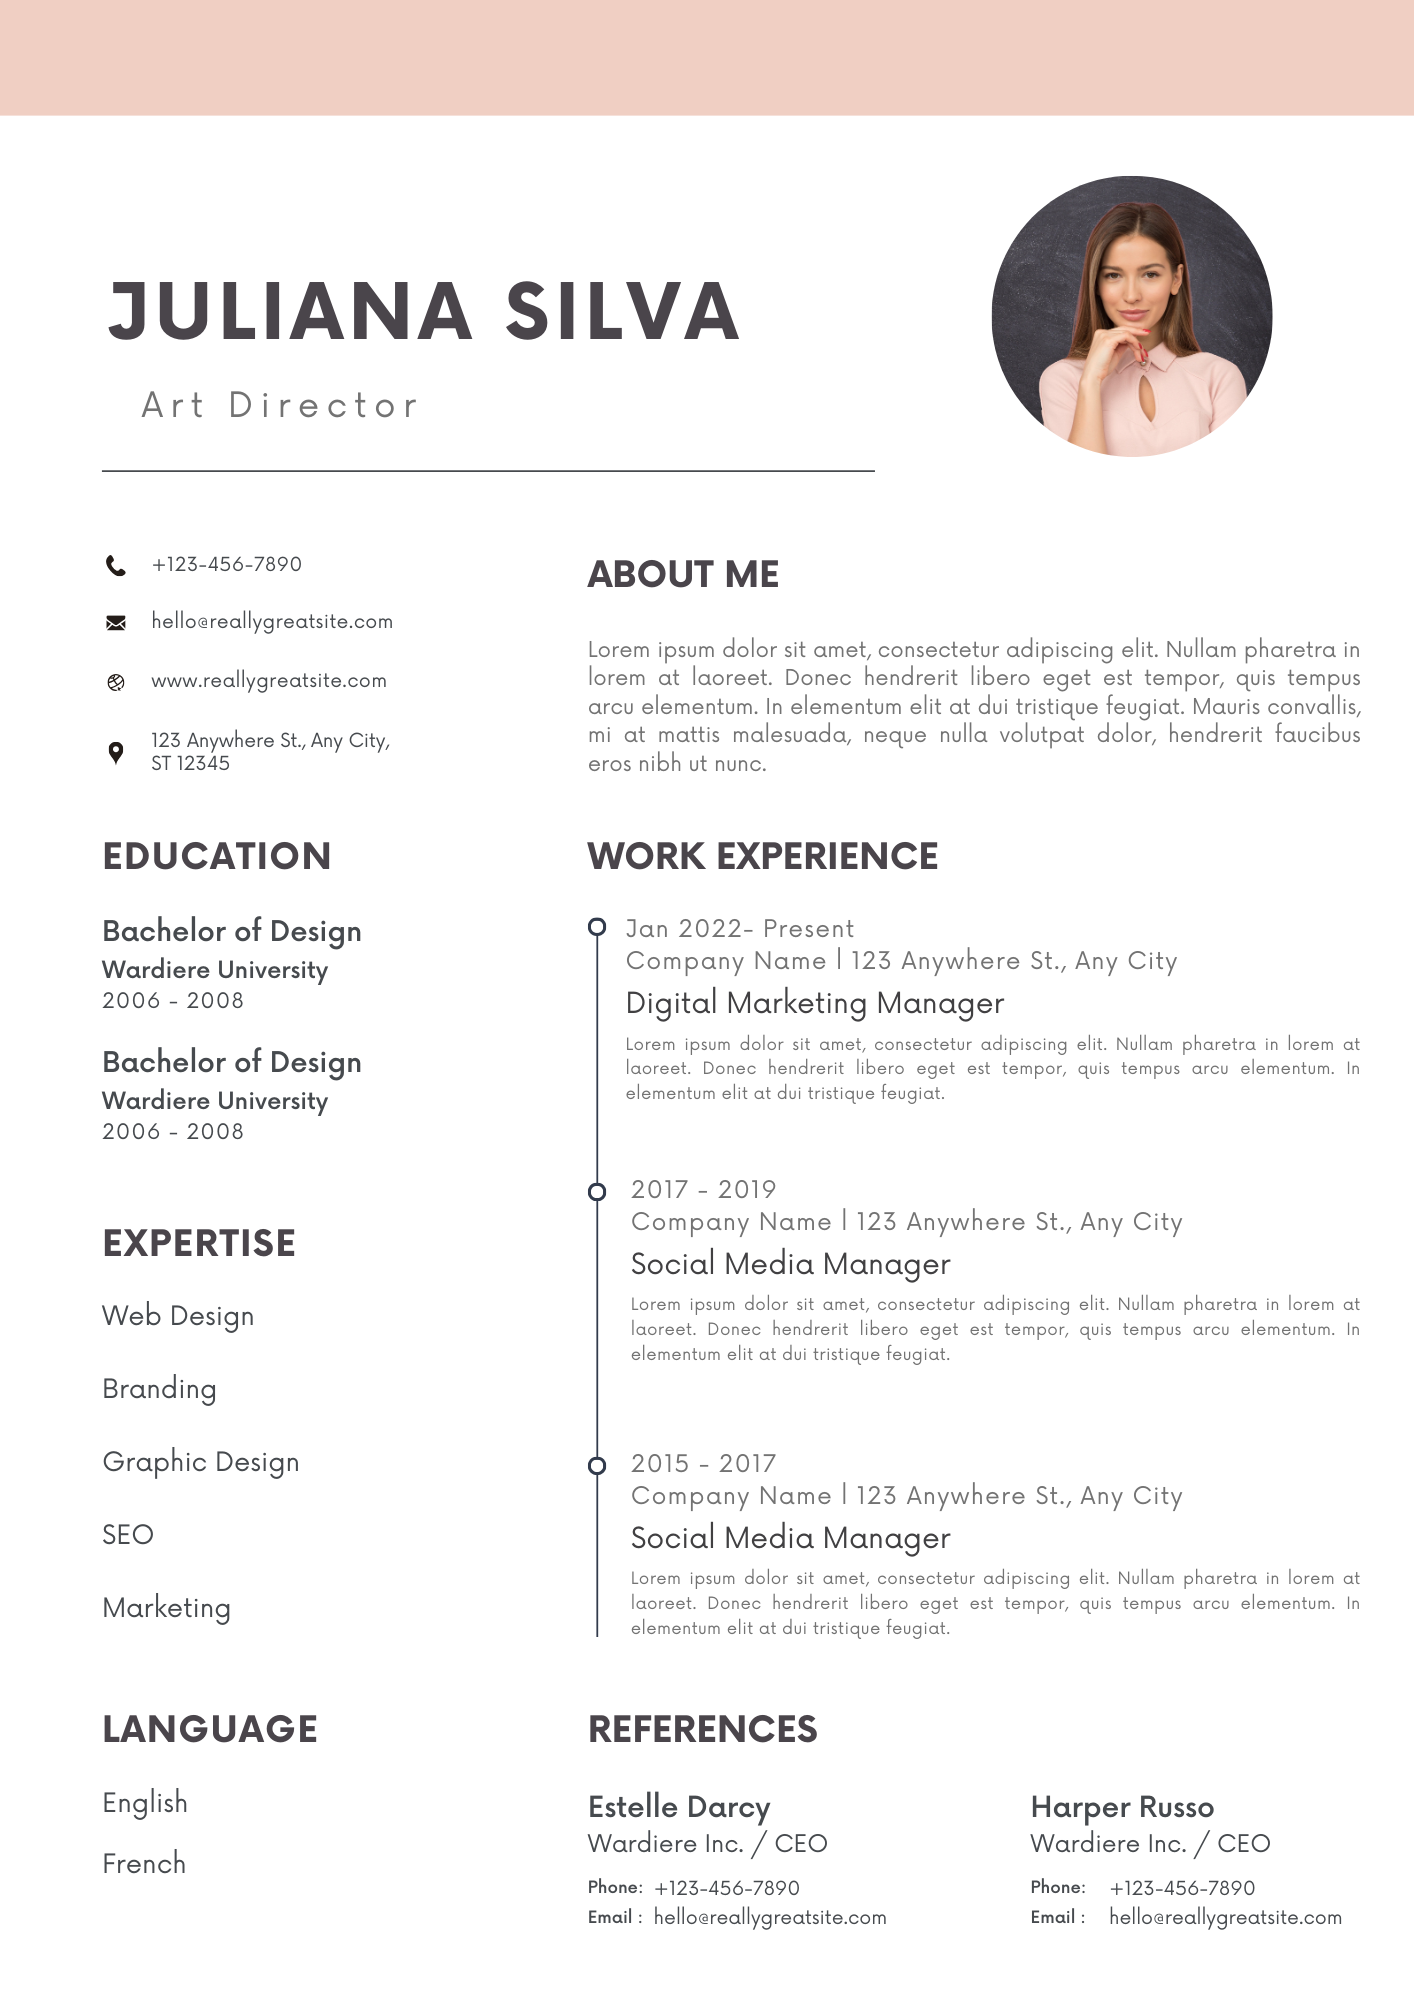 JULIANA SILVA
Art Director
+123-456-7890
hello@reallygreatsite.com
www.reallygreatsite.com
123 Anywhere St., Any City,
ST 12345
ABOUT ME
Lorem ipsum dolor sit amet, consectetur adipiscing elit. Nullam pharetra in
lorem at laoreet. Donec hendrerit libero eget est tempor, quis tempus
arcu elementum. In elementum elit at dui tristique feugiat. Mauris convallis,
mi at mattis malesuada, neque nulla volutpat dolor, hendrerit faucibus
eros nibh ut nunc.
EDUCATION
Bachelor of Design
Wardiere University
2006 - 2008
Bachelor of Design
Wardiere University
2006 - 2008
EXPERTISE
Web Design
Branding
Graphic Design
SEO
Marketing
LANGUAGE
English
French
WORK EXPERIENCE
Jan 2022- Present
Company Name l 123 Anywhere St., Any City
Digital Marketing Manager
Lorem ipsum dolor sit amet, consectetur adipiscing elit. Nullam pharetra in lorem at
laoreet. Donec hendrerit libero eget est tempor, quis tempus arcu elementum. In
elementum elit at dui tristique feugiat.
2017 - 2019
Company Name l 123 Anywhere St., Any City
Social Media Manager
Lorem ipsum dolor sit amet, consectetur adipiscing elit. Nullam pharetra in lorem at
laoreet. Donec hendrerit libero eget est tempor, quis tempus arcu elementum. In
elementum elit at dui tristique feugiat.
2015 - 2017
Company Name l 123 Anywhere St., Any City
Social Media Manager
Lorem ipsum dolor sit amet, consectetur adipiscing elit. Nullam pharetra in lorem at
laoreet. Donec hendrerit libero eget est tempor, quis tempus arcu elementum. In
elementum elit at dui tristique feugiat.
REFERENCES
Estelle Darcy
Wardiere Inc. / CEO
Phone: +123-456-7890
Email : hello@reallygreatsite.com
Harper Russo
Wardiere Inc. / CEO
Phone: +123-456-7890
Email : hello@reallygreatsite.com